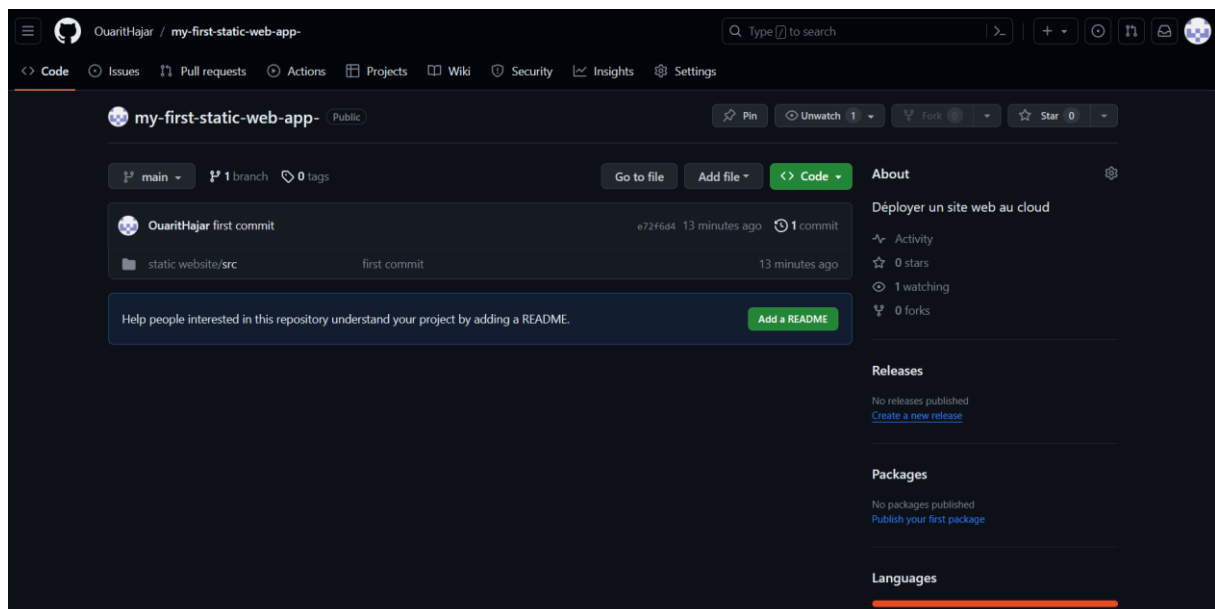 OuaritHajar / my-first-static-web-app-
Type / to search
Code Issues Pull requests Actions Projects Wiki Security Insights Settings
my-first-static-web-app- Public
Pin Unwatch 1 Fork 0 Star 0
main 1 branch 0 tags Go to file Add file Code
OuaritHajar first commit e72f6d4 13 minutes ago 1 commit
static website/src first commit 13 minutes ago
Help people interested in this repository understand your project by adding a README. Add a README
About
Déployer un site web au cloud
Activity
0 stars
1 watching
0 forks
Releases
No releases published
Create a new release
Packages
No packages published
Publish your first package
Languages